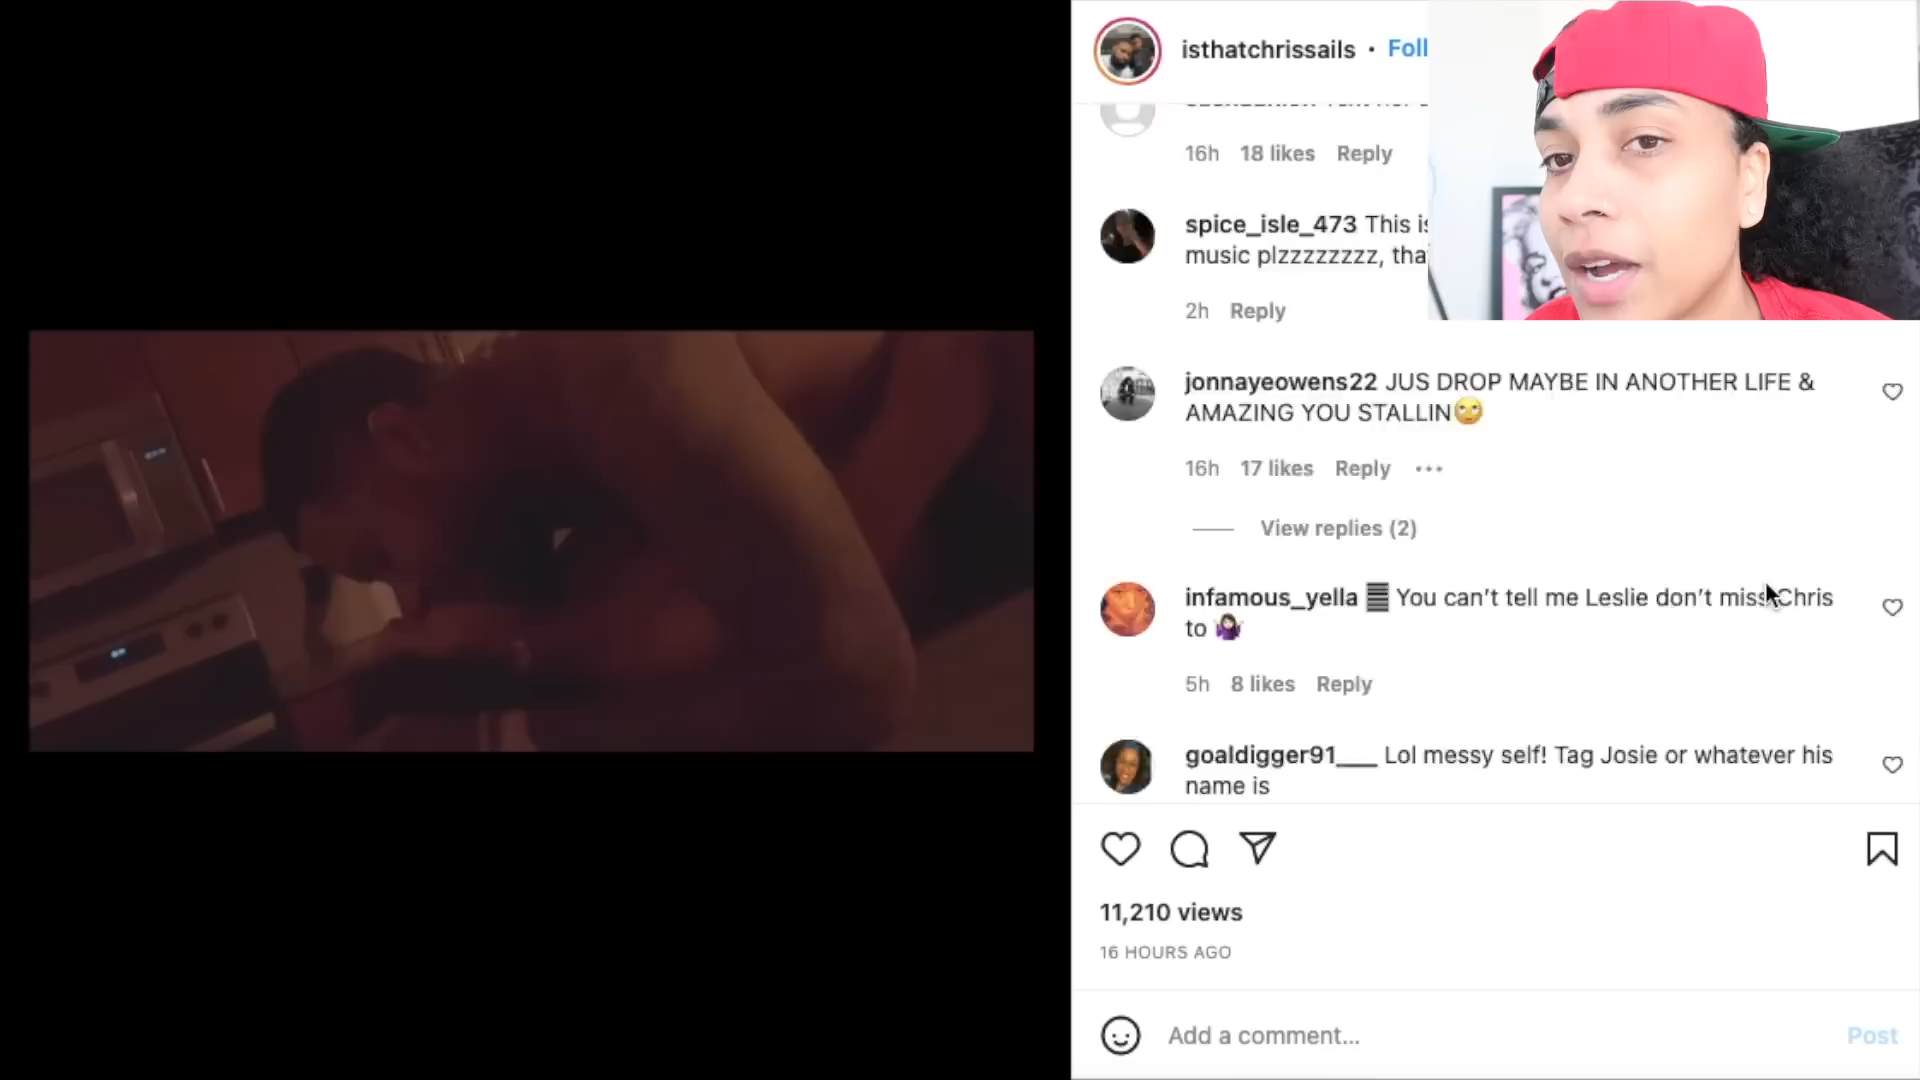 isthatchrissails • Foll
16h 18 likes Reply
spice_isle_473 This is
music plzzzzzzzz, tha
2h Reply
jonnayeowens22 JUS DROP MAYBE IN ANOTHER LIFE &
AMAZING YOU STALLIN🙄
16h 17 likes Reply •••
View replies (2)
infamous_yella You can't tell me Leslie don't miss Chris
to 🤷🏻‍♀️
5h 8 likes Reply
goaldigger91___ Lol messy self! Tag Josie or whatever his
name is
11,210 views
16 HOURS AGO
Add a comment...
Post